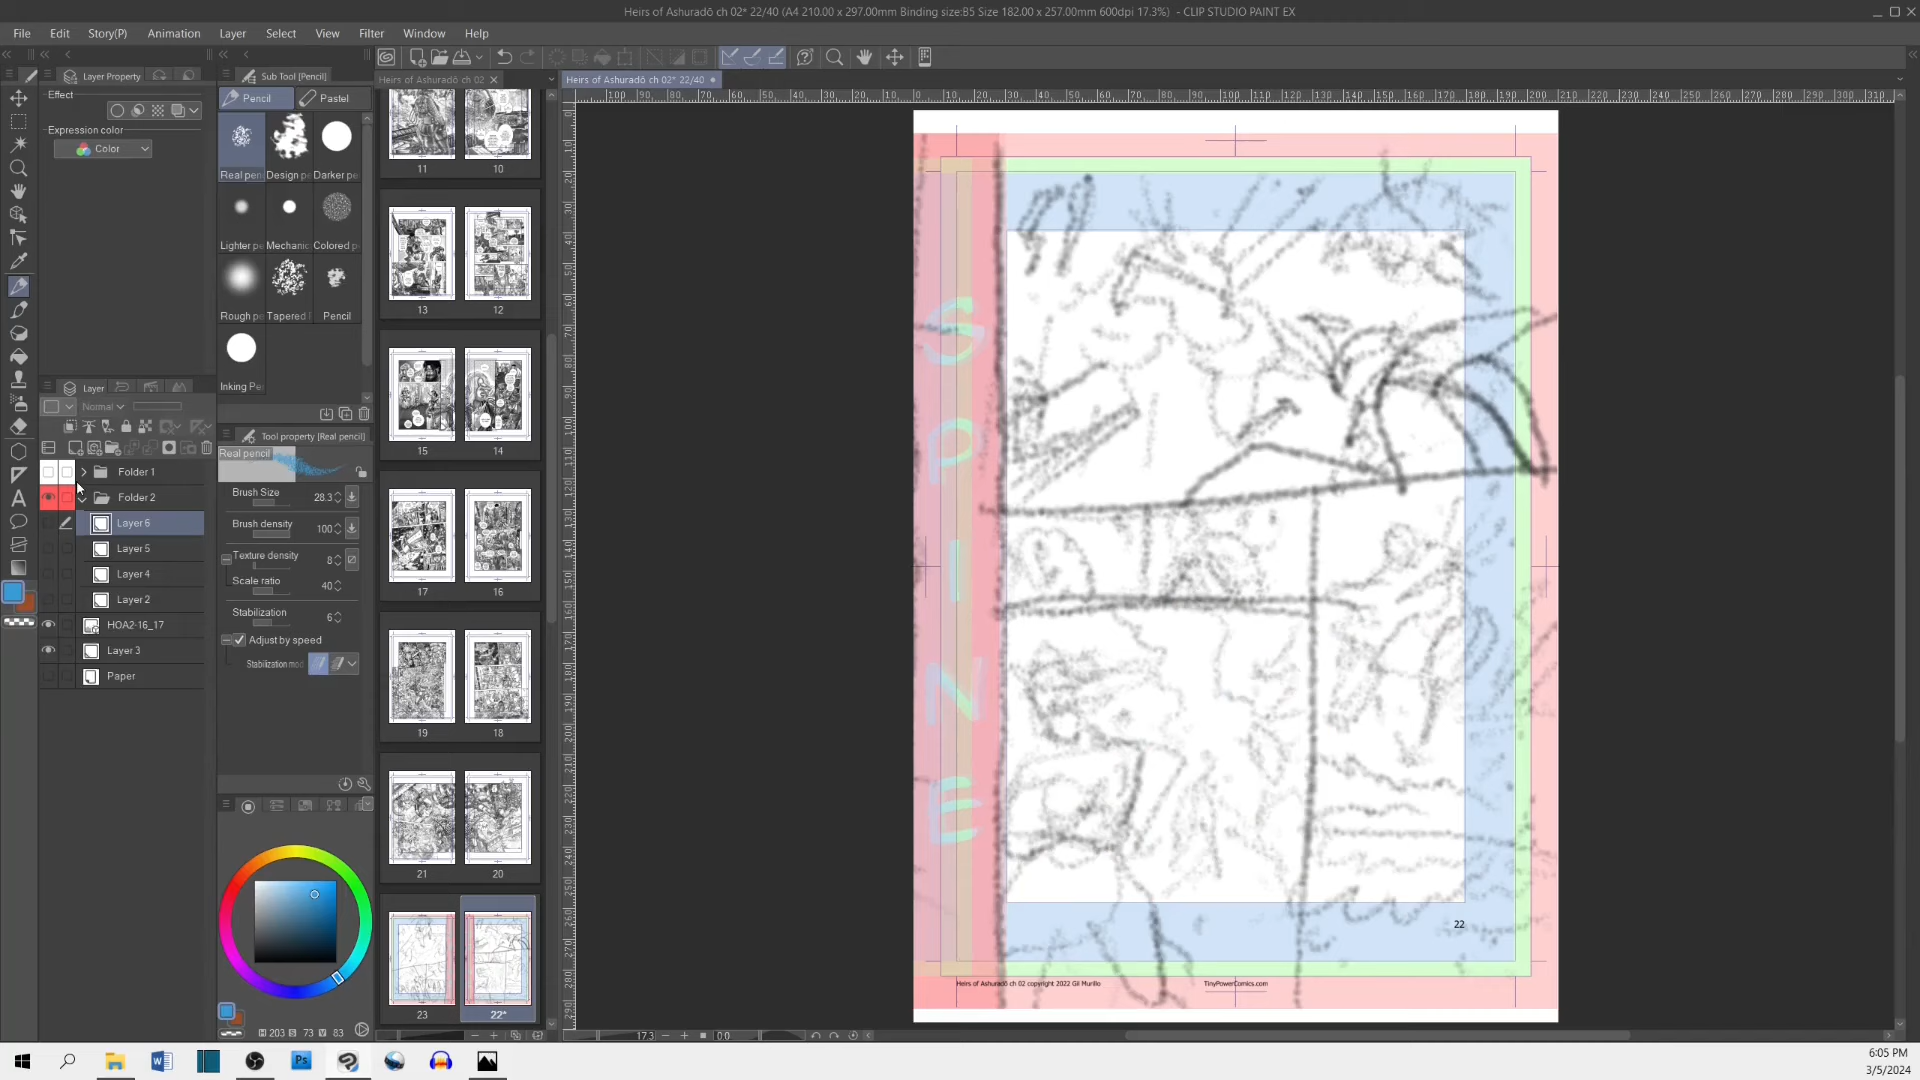 Heirs of Ashuradō ch 02* 22/40 (A4 210.00 x 297.00mm Binding size:B5 Size 182.00 x 257.00mm 600dpi 17.3%) - CLIP STUDIO PAINT EX
File Edit Story(P) Animation Layer Select View Filter Window Help
Layer Property
Sub Tool [Pencil]
Heirs of Ashuradō ch 02
Heirs of Ashuradō ch 02* 22/40
Effect
Pencil Pastel
Expression color
Color
Real pen Design pe Darker pe
Lighter pe Mechanic Colored p
Rough pe Tapered Pencil
Inking Pe
Layer
Normal
Folder 1
Folder 2
Layer 6
Layer 5
Layer 4
Layer 2
HOA2-16_17
Layer 3
Paper
Tool property [Real pencil]
Real pencil
Brush Size 28.3
Brush density 100
Texture density 8
Scale ratio 40
Stabilization 6
Adjust by speed
Stabilization mod
H 203 S 73 V 83
11 10
13 12
15 14
17 16
19 18
21 20
23 22*
SPINE
22
Heirs of Ashuradō ch 02 copyright 2022 Gil Murillo
TinyPowerComics.com
17.3 0.0
6:05 PM
3/5/2024